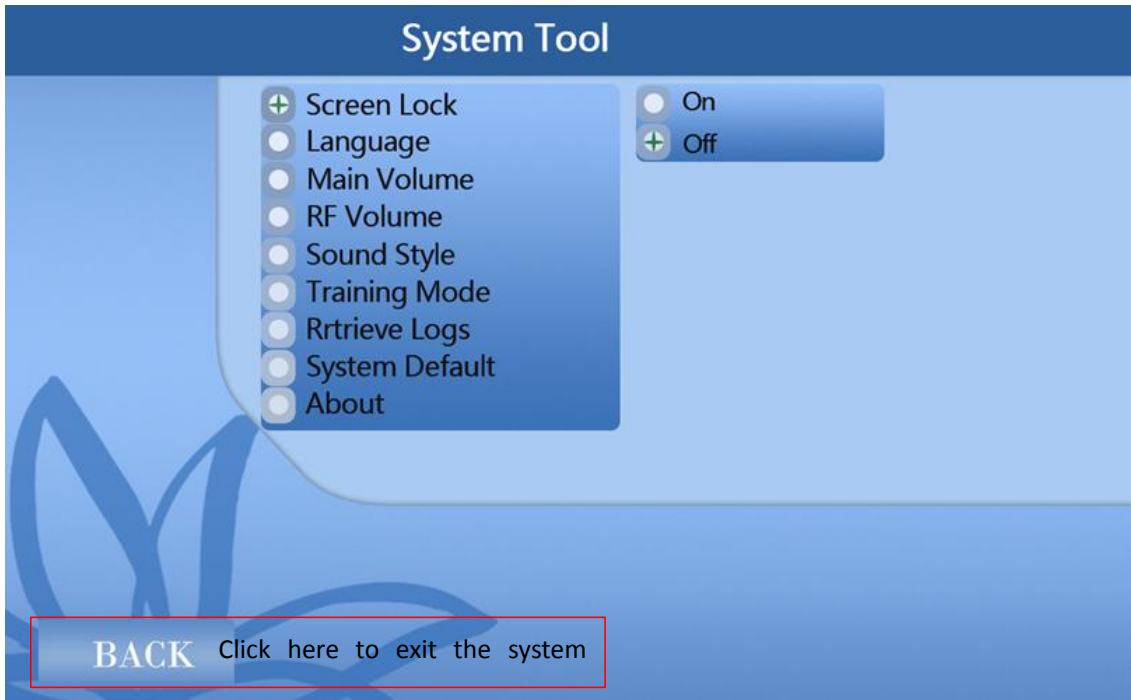 System Tool
Screen Lock
Language
Main Volume
RF Volume
Sound Style
Training Mode
Rrtrieve Logs
System Default
About
On
Off
BACK Click here to exit the system